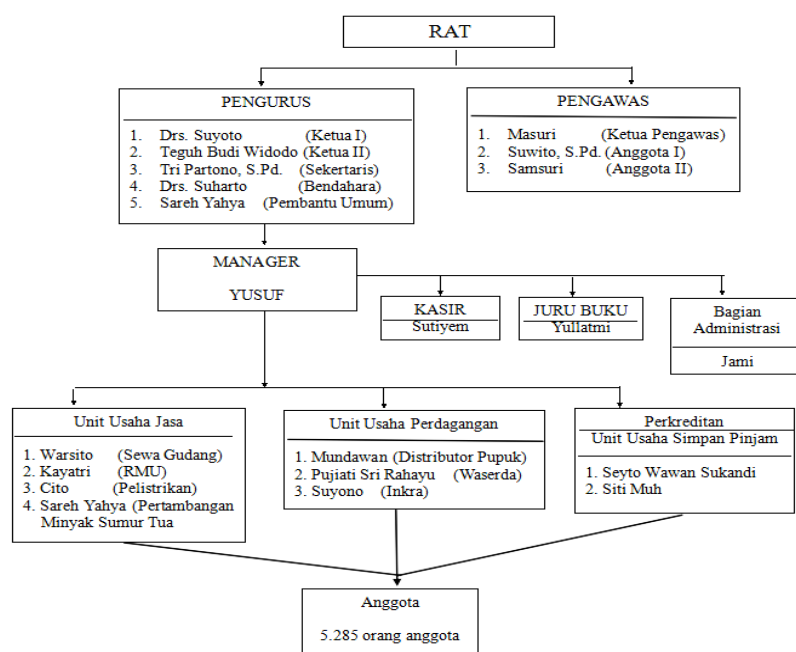 RAT
PENGURUS
1. Drs. Suyoto (Ketua I)
2. Teguh Budi Widodo (Ketua II)
3. Tri Partono, S.Pd. (Sekertaris)
4. Drs. Suharto (Bendahara)
5. Sareh Yahya (Pembantu Umum)
PENGAWAS
1. Masuri (Ketua Pengawas)
2. Suwito, S.Pd. (Anggota I)
3. Samsuri (Anggota II)
MANAGER
YUSUF
KASIR
Sutiyem
JURU BUKU
Yullatmi
Bagian
Administrasi
Jami
Unit Usaha Jasa
1. Warsito (Sewa Gudang)
2. Kayatri (RMU)
3. Cito (Pelistrikan)
4. Sareh Yahya (Pertambangan
Minyak Sumur Tua
Unit Usaha Perdagangan
1. Mundawan (Distributor Pupuk)
2. Pujiati Sri Rahayu (Waserda)
3. Suyono (Inkra)
Perkreditan
Unit Usaha Simpan Pinjam
1. Seyto Wawan Sukandi
2. Siti Muh
Anggota
5.285 orang anggota